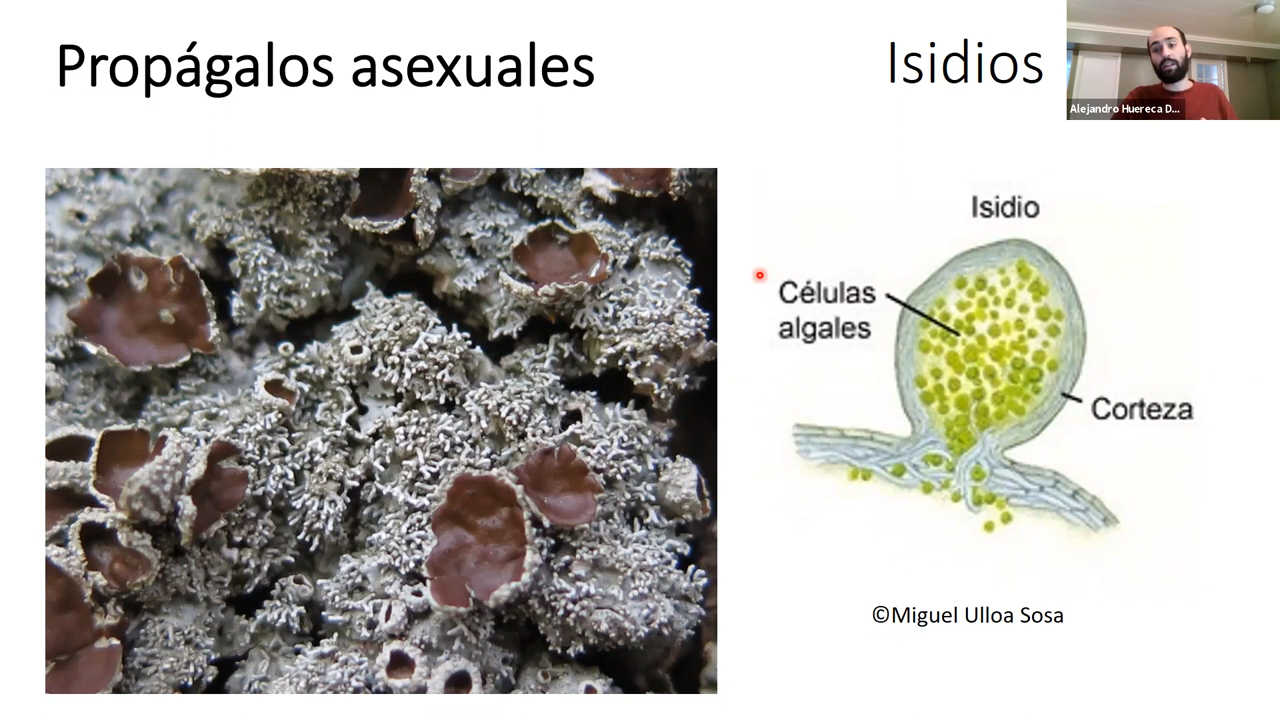 Propágalos asexuales
Isidios
Alejandro Huereca D...
Isidio
Células
algales
Corteza
©Miguel Ulloa Sosa